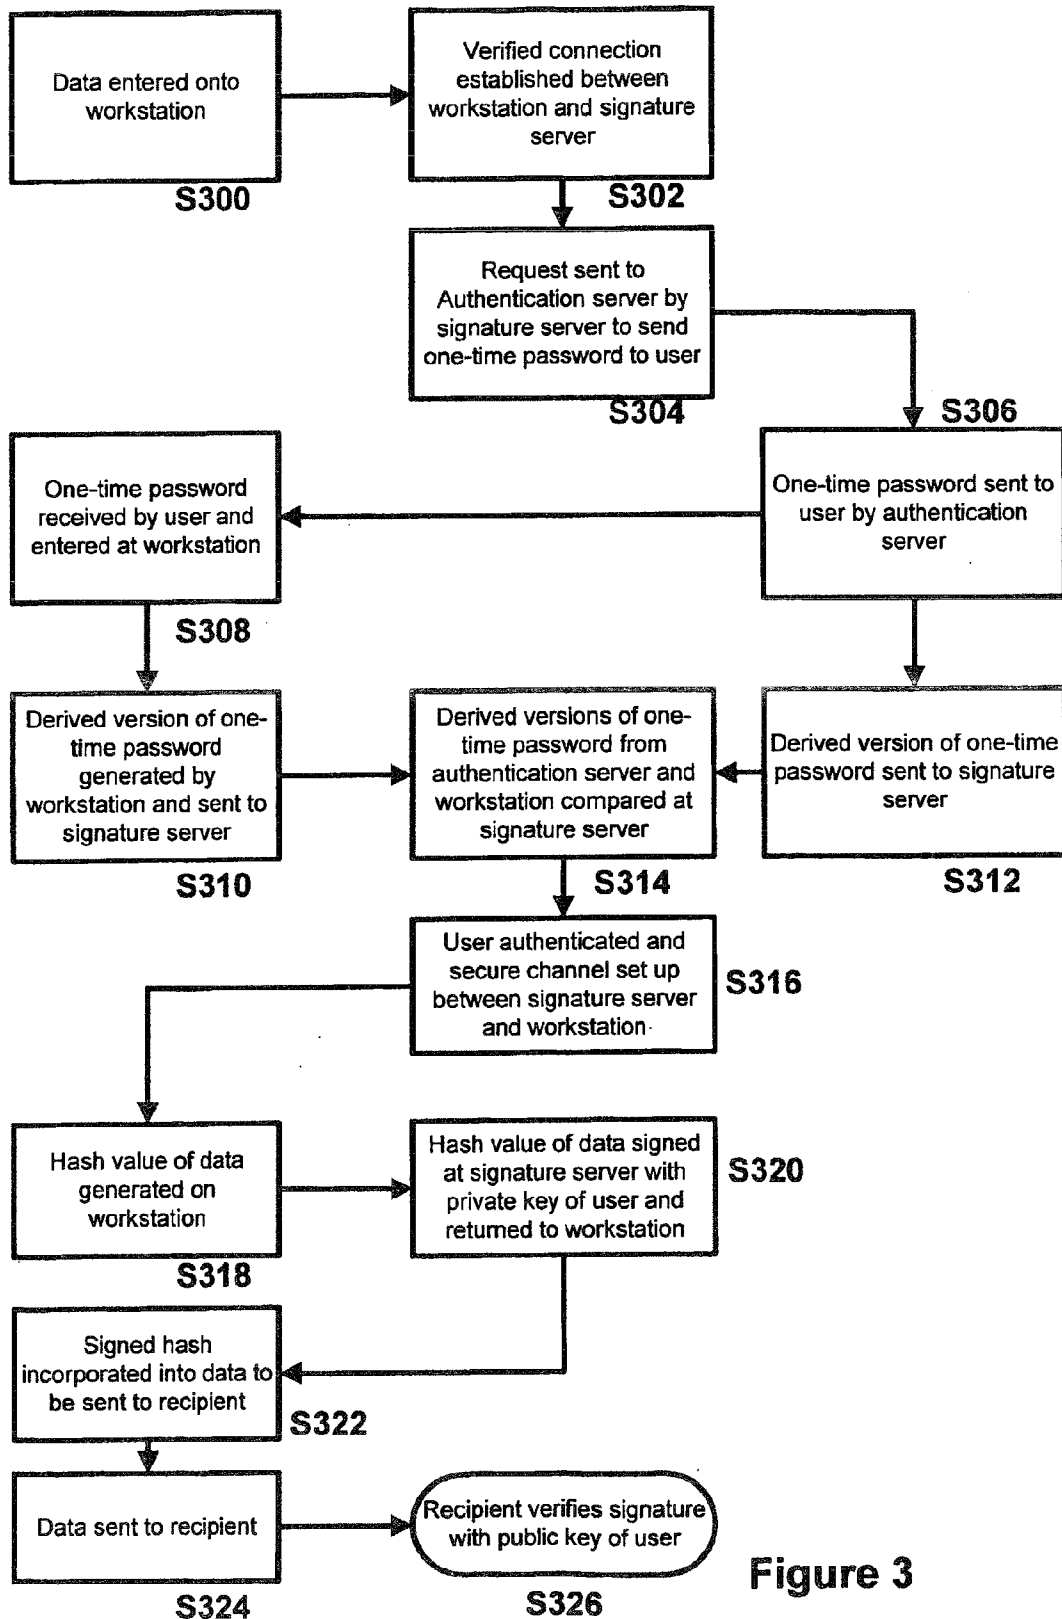 Data entered onto
workstation
S300
Verified connection
established between
workstation and signature
server
S302
Request sent to
Authentication server by
signature server to send
one-time password to user
S304
S306
One-time password sent to
user by authentication
server
One-time password
received by user and
entered at workstation
S308
Derived version of one-
time password
generated by
workstation and sent to
signature server
S310
Derived versions of one-
time password from
authentication server and
workstation compared at
signature server
S314
Derived version of one-time
password sent to signature
server
S312
User authenticated and
secure channel set up
between signature server
and workstation
S316
Hash value of data
generated on
workstation
S318
Hash value of data signed
at signature server with
private key of user and
returned to workstation
S320
Signed hash
incorporated into data to
be sent to recipient
S322
Data sent to recipient
S324
Recipient verifies signature
with public key of user
S326
Figure 3